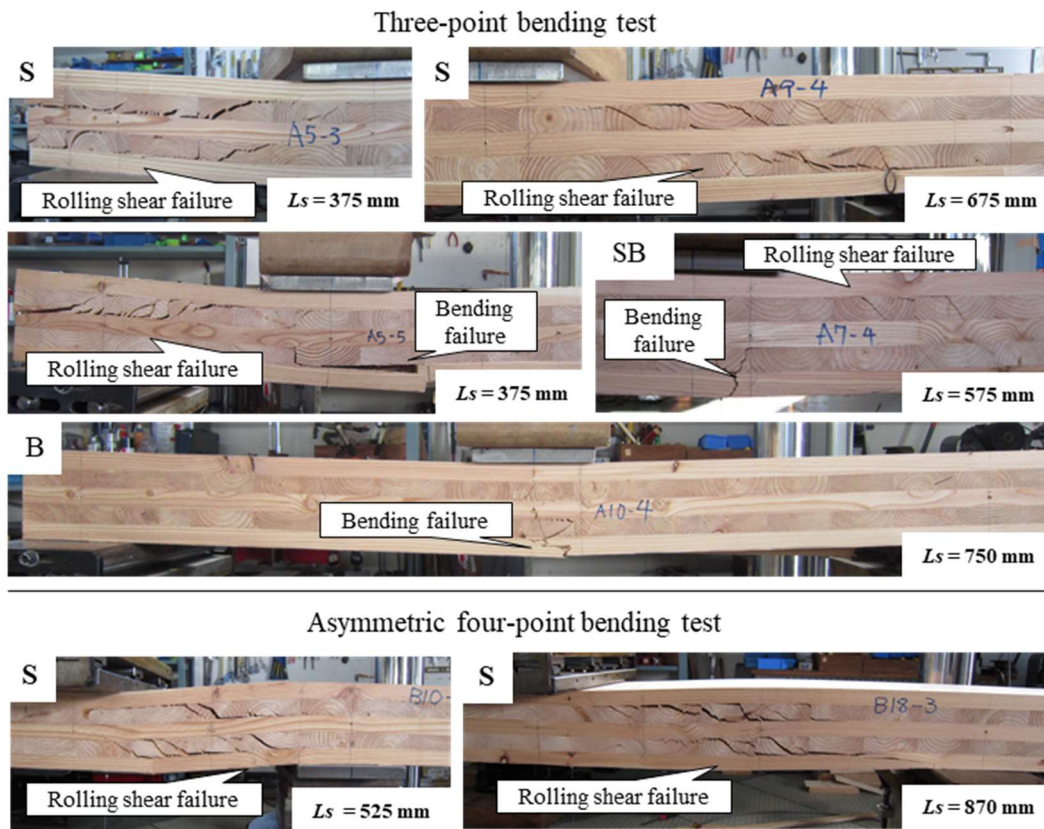 Three-point bending test
S
A5-3
Rolling shear failure
Ls = 375 mm
S
A9-4
Rolling shear failure
Ls = 675 mm
A5-5
Bending
failure
Rolling shear failure
Ls = 375 mm
SB
Rolling shear failure
Bending
failure
A7-4
Ls = 575 mm
B
A10-4
Bending failure
Ls = 750 mm
Asymmetric four-point bending test
S
B10-
Rolling shear failure
Ls = 525 mm
S
B18-3
Rolling shear failure
Ls = 870 mm